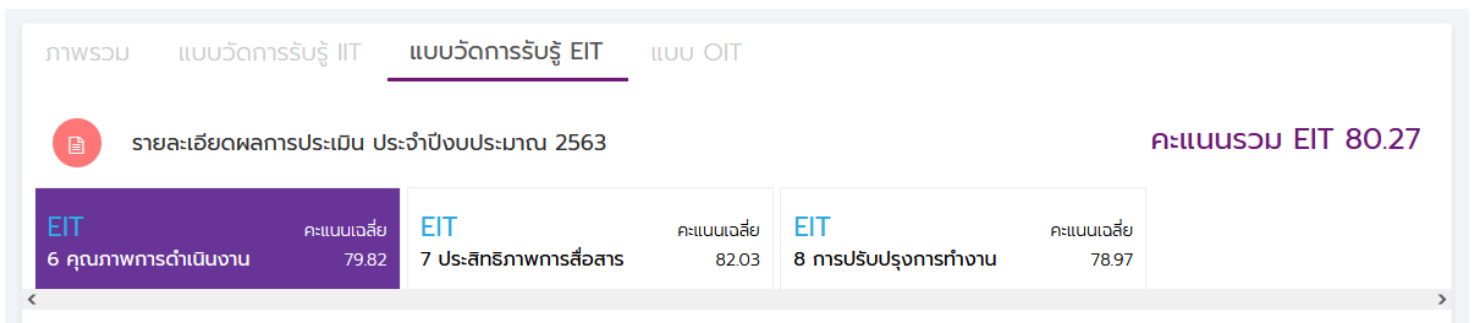 ภาพรวม แบบวัดการรับรู้ IIT แบบวัดการรับรู้ EIT แบบ OIT
รายละเอียดผลการประเมิน ประจำปีงบประมาณ 2563 คะแนนรวม EIT 80.27
EIT คะแนนเฉลี่ย EIT คะแนนเฉลี่ย EIT คะแนนเฉลี่ย
6 คุณภาพการดำเนินงาน 79.82 7 ประสิทธิภาพการสื่อสาร 82.03 8 การปรับปรุงการทำงาน 78.97